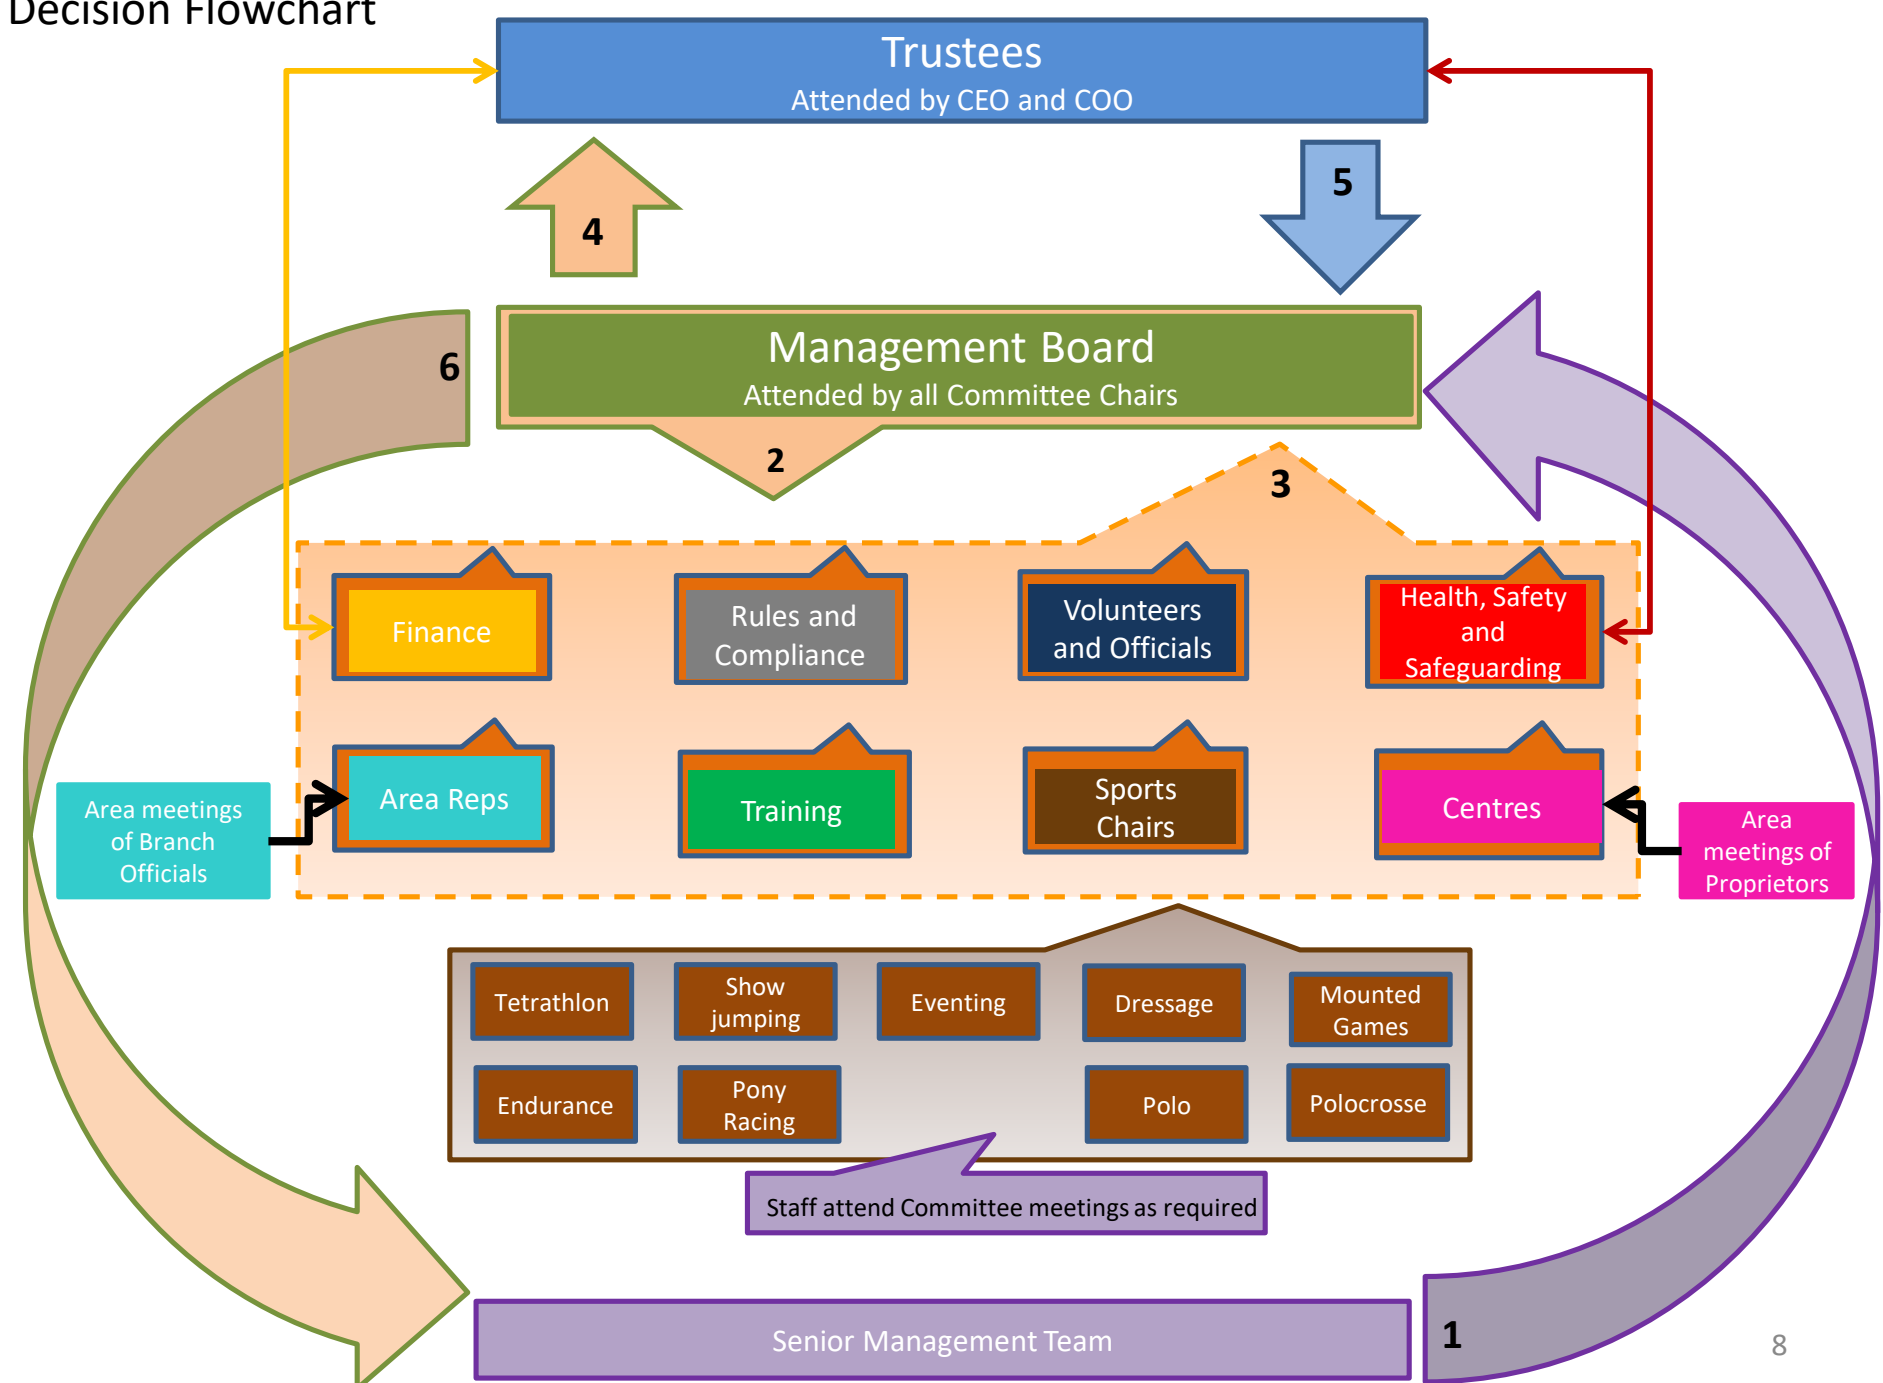 Decision Flowchart
Trustees
Attended by CEO and COO
4
5
Management Board
Attended by all Committee Chairs
6
2
3
Finance
Rules and
Compliance
Volunteers
and Officials
Health, Safety
and
Safeguarding
Area meetings
of Branch
Officials
Area Reps
Training
Sports
Chairs
Centres
Area
meetings of
Proprietors
Tetrathlon
Show
jumping
Eventing
Dressage
Mounted
Games
Endurance
Pony
Racing
Polo
Polocrosse
Staff attend Committee meetings as required
Senior Management Team
1
8